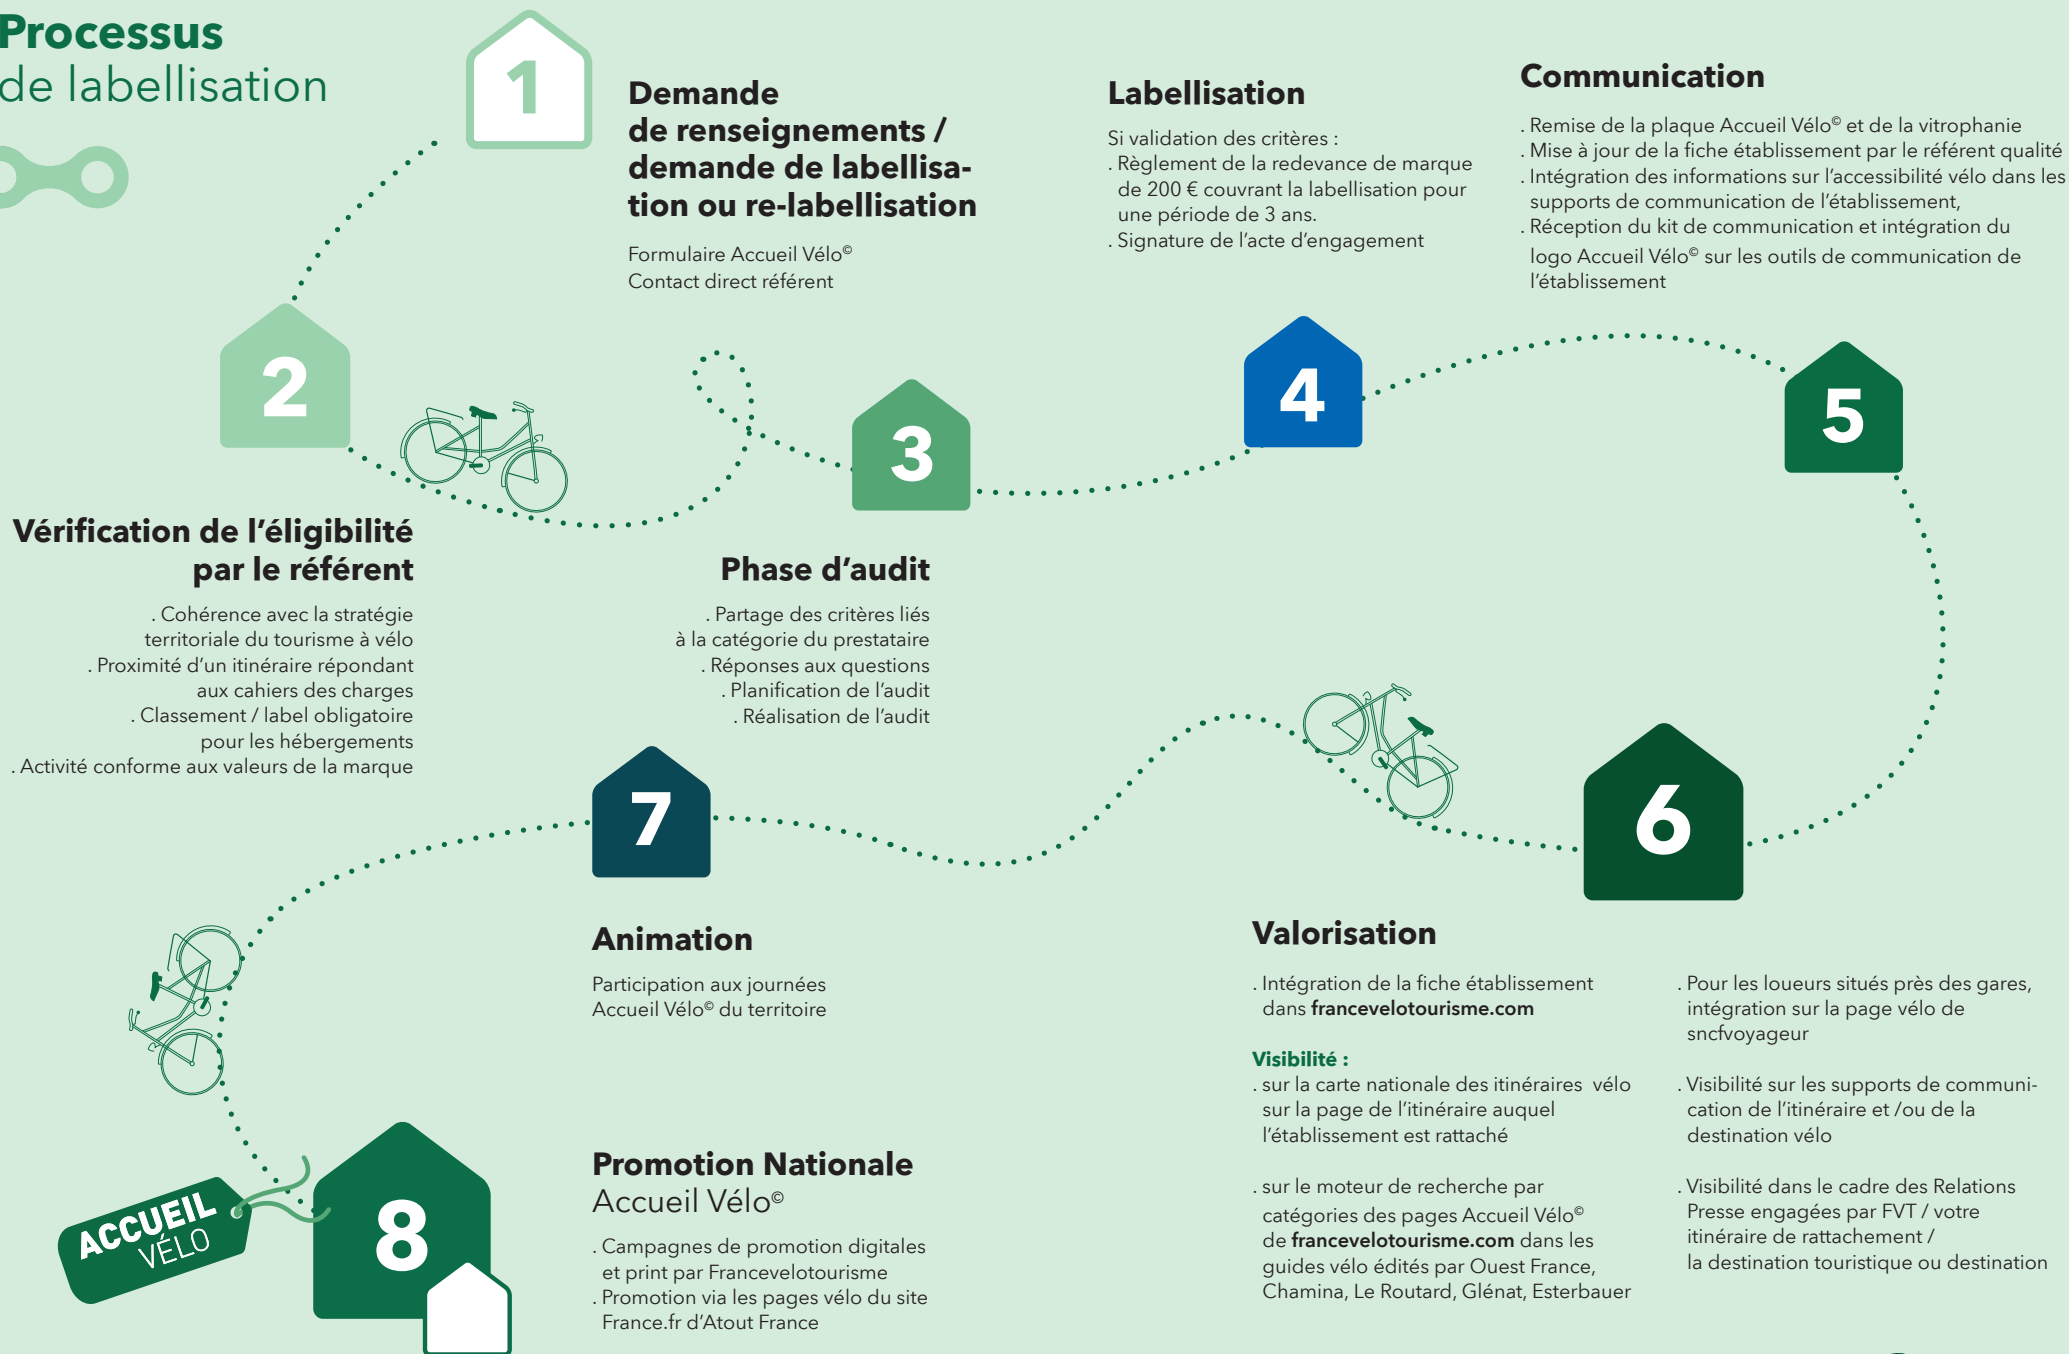 Processus
de labellisation
1
Demande
de renseignements /
demande de labellisa-
tion ou re-labellisation
Formulaire Accueil Vélo©
Contact direct référent
2
Vérification de l’éligibilité
par le référent
. Cohérence avec la stratégie
territoriale du tourisme à vélo
. Proximité d’un itinéraire répondant
aux cahiers des charges
. Classement / label obligatoire
pour les hébergements
. Activité conforme aux valeurs de la marque
3
Phase d’audit
. Partage des critères liés
à la catégorie du prestataire
. Réponses aux questions
. Planification de l’audit
. Réalisation de l’audit
Labellisation
Si validation des critères :
. Règlement de la redevance de marque
de 200 € couvrant la labellisation pour
une période de 3 ans.
. Signature de l’acte d’engagement
4
Communication
. Remise de la plaque Accueil Vélo© et de la vitrophanie
. Mise à jour de la fiche établissement par le référent qualité
. Intégration des informations sur l’accessibilité vélo dans les
supports de communication de l’établissement,
. Réception du kit de communication et intégration du
logo Accueil Vélo© sur les outils de communication de
l’établissement
5
6
Valorisation
. Intégration de la fiche établissement
dans francevelotourisme.com
Visibilité :
. sur la carte nationale des itinéraires vélo
sur la page de l’itinéraire auquel
l’établissement est rattaché
. sur le moteur de recherche par
catégories des pages Accueil Vélo©
de francevelotourisme.com dans les
guides vélo édités par Ouest France,
Chamina, Le Routard, Glénat, Esterbauer
. Pour les loueurs situés près des gares,
intégration sur la page vélo de
sncfvoyageur
. Visibilité sur les supports de communi-
cation de l’itinéraire et /ou de la
destination vélo
. Visibilité dans le cadre des Relations
Presse engagées par FVT / votre
itinéraire de rattachement /
la destination touristique ou destination
7
Animation
Participation aux journées
Accueil Vélo© du territoire
8
ACCUEIL
VÉLO
Promotion Nationale
Accueil Vélo©
. Campagnes de promotion digitales
et print par Francevelotourisme
. Promotion via les pages vélo du site
France.fr d’Atout France